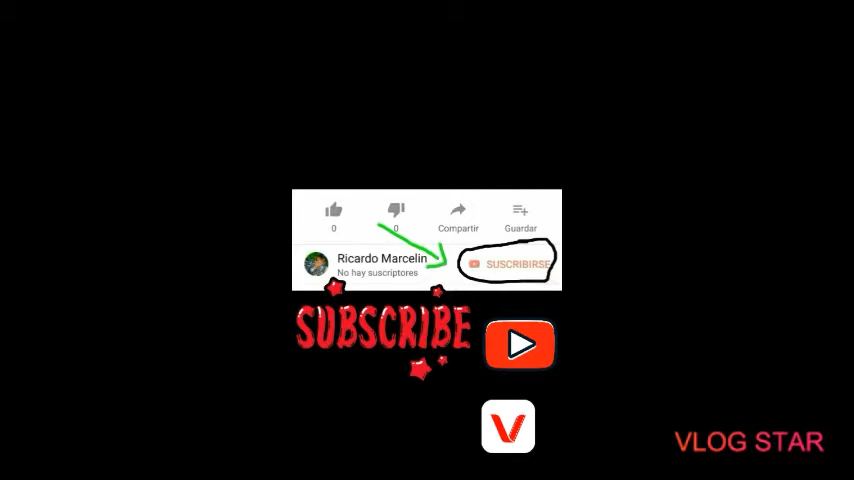 0 0 Compartir Guardar
Ricardo Marcelin
No hay suscriptores
SUSCRIBIRSE
SUBSCRIBE
VLOG STAR